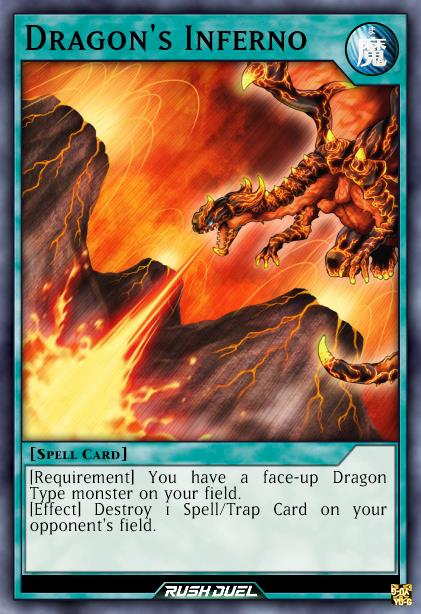 Dragon's Inferno
ま
魔
[Spell Card]
[Requirement] You have a face-up Dragon
Type monster on your field.
[Effect] Destroy 1 Spell/Trap Card on your
opponent's field.
RUSH DUEL